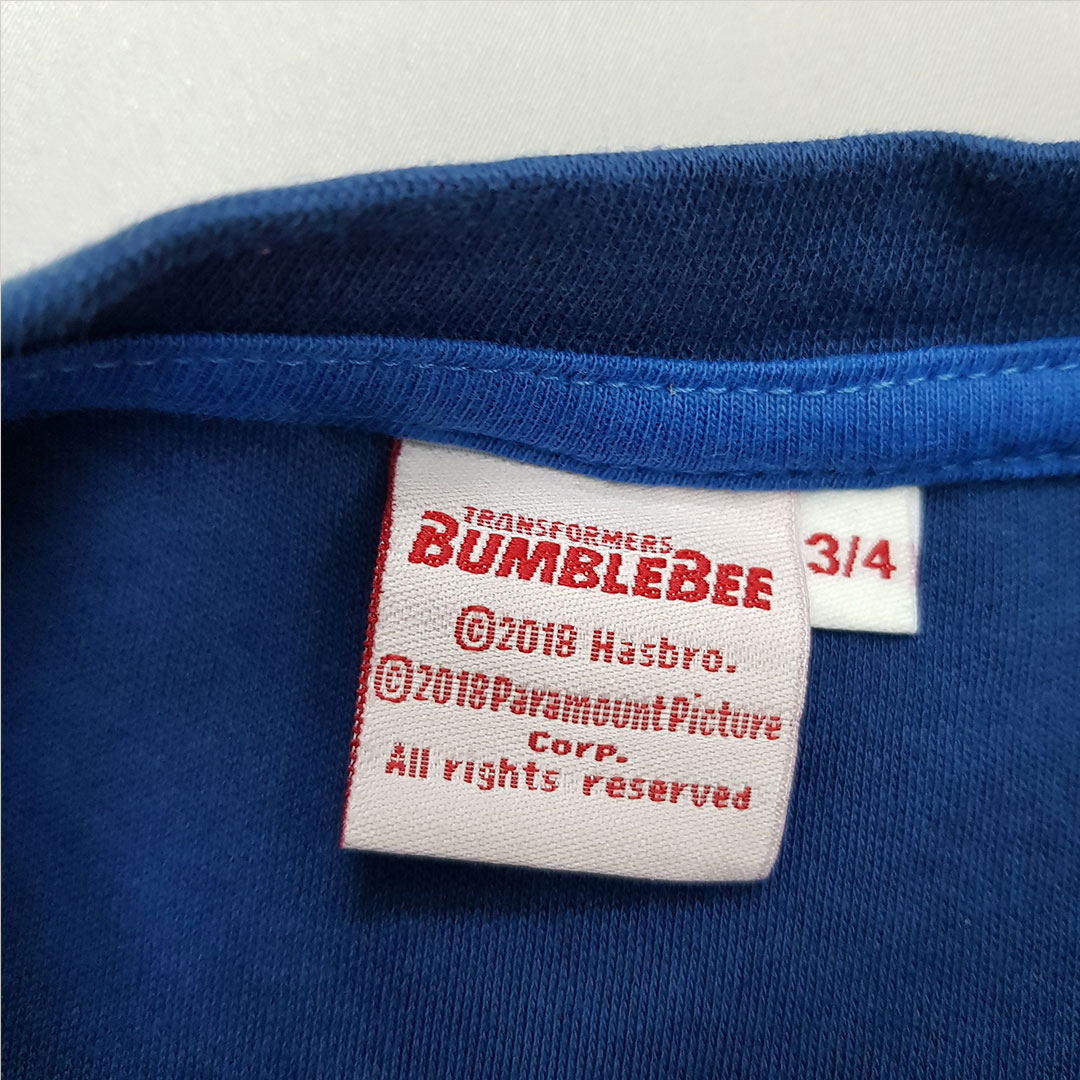 TRANSFORMERS
BUMBLEBEE
3/4
©2018 Hasbro.
©2018 Paramount Picture
Corp.
All rights reserved